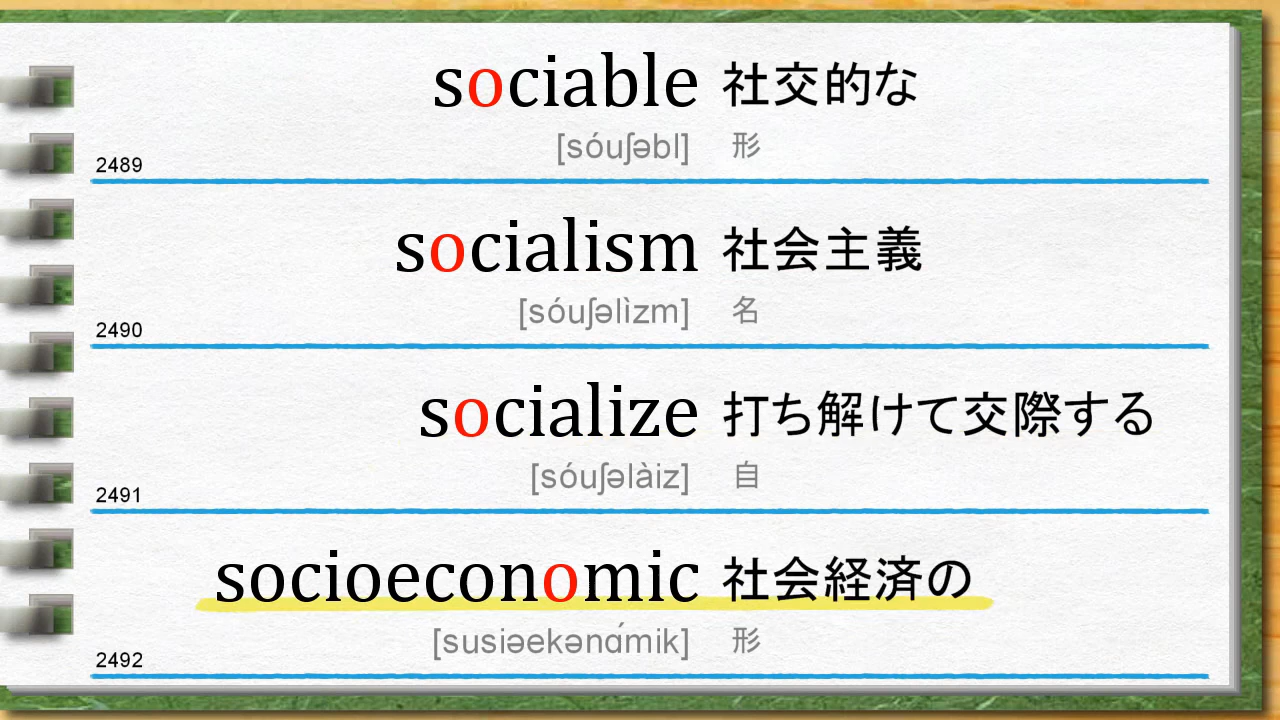 sociable 社交的な
[sóuʃəbl] 形
2489
socialism 社会主義
[sóuʃəlìzm] 名
2490
socialize 打ち解けて交際する
[sóuʃəlàiz] 自
2491
socioeconomic 社会経済の
[susiəekənɑ́mik] 形
2492